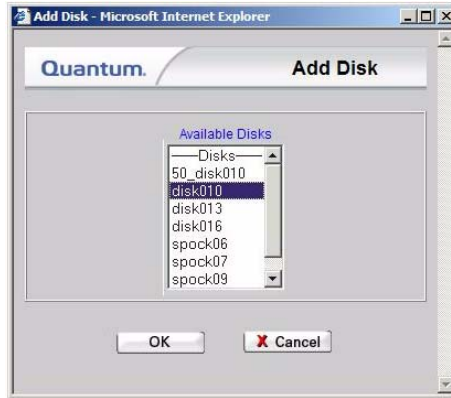 Add Disk - Microsoft Internet Explorer
Quantum.
Add Disk
Available Disks
——Disks——
50_disk010
disk010
disk013
disk016
spock06
spock07
spock09
OK
X Cancel